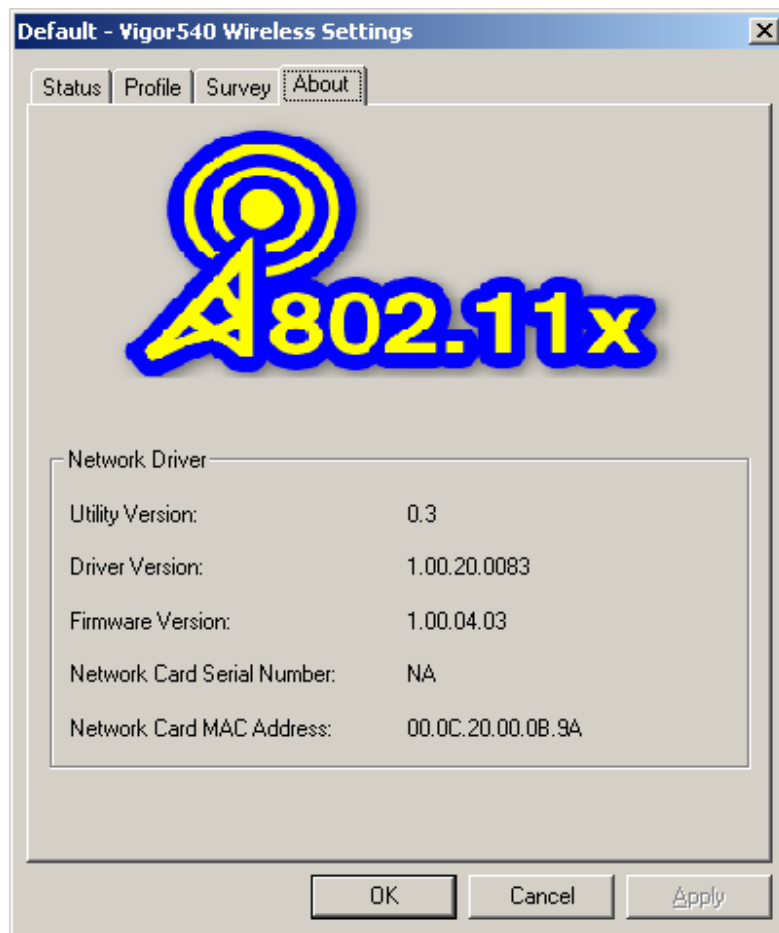 Default - Vigor540 Wireless Settings
Status Profile Survey About
802.11x
Network Driver
Utility Version: 0.3
Driver Version: 1.00.20.0083
Firmware Version: 1.00.04.03
Network Card Serial Number: NA
Network Card MAC Address: 00.0C.20.00.0B.9A
OK Cancel Apply